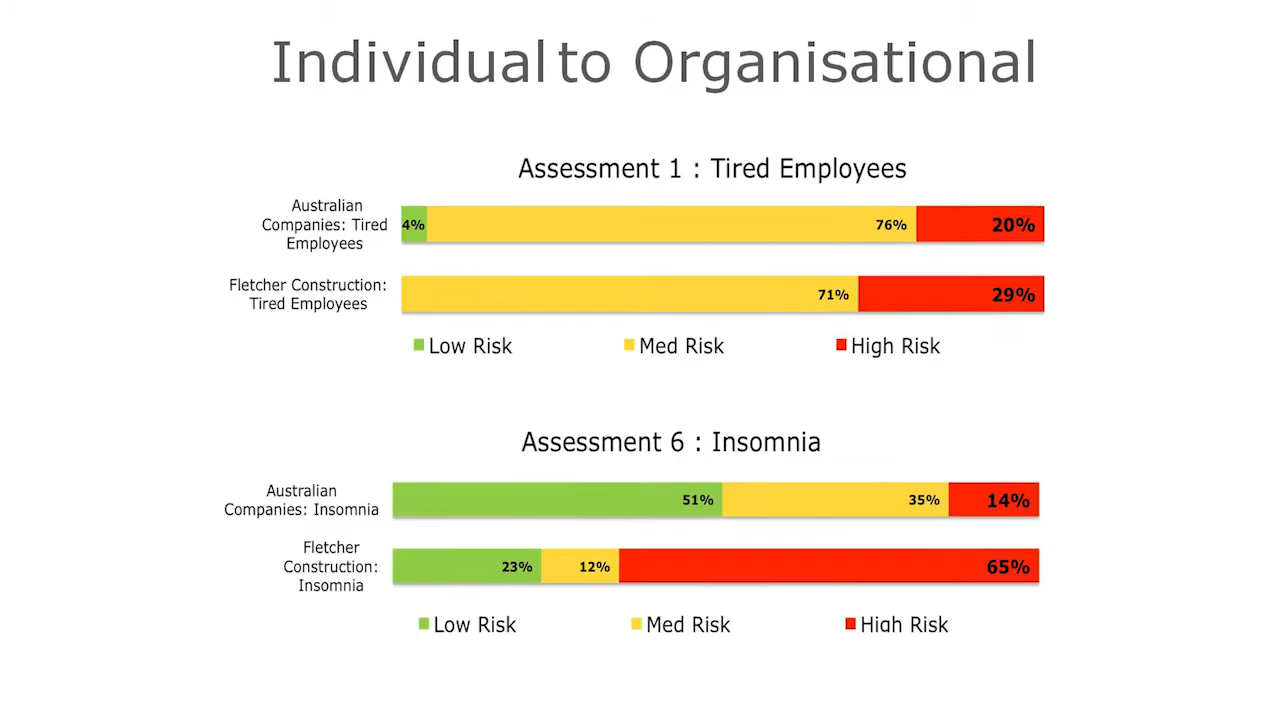 Individual to Organisational
Assessment 1 : Tired Employees
Australian
Companies: Tired
Employees
4%
76%
20%
Fletcher Construction:
Tired Employees
71%
29%
Low Risk
Med Risk
High Risk
Assessment 6 : Insomnia
Australian
Companies: Insomnia
51%
35%
14%
Fletcher
Construction:
Insomnia
23%
12%
65%
Low Risk
Med Risk
High Risk